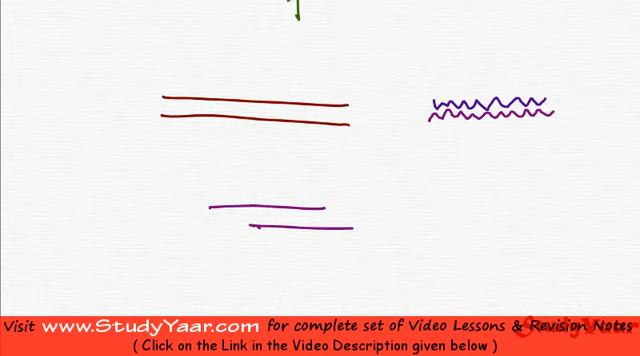 Visit www.StudyYaar.com for complete set of Video Lessons & Revision Notes
StudyYaar
( Click on the Link in the Video Description given below )